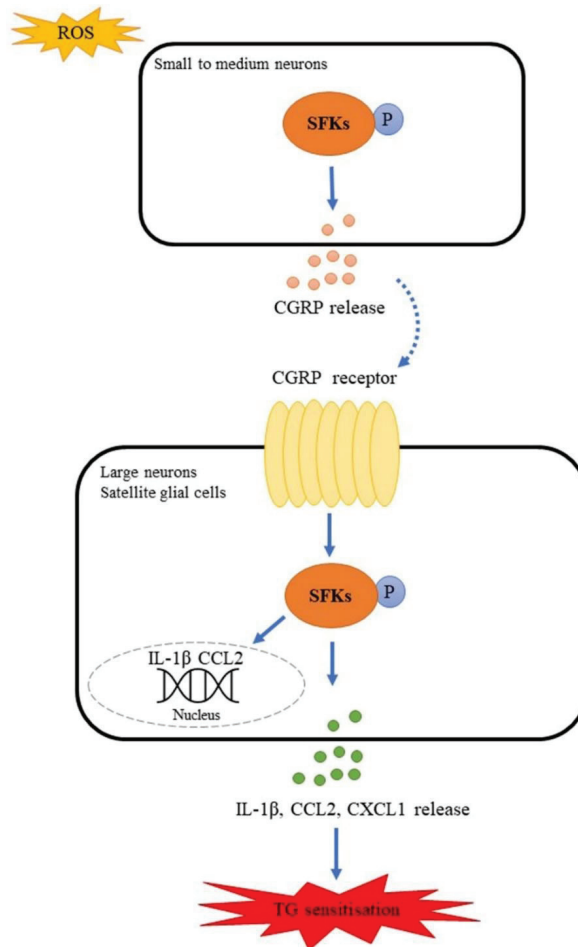 ROS
Small to medium neurons
SFKs
P
CGRP release
CGRP receptor
Large neurons
Satellite glial cells
SFKs
P
IL-1β CCL2
Nucleus
IL-1β, CCL2, CXCL1 release
TG sensitisation